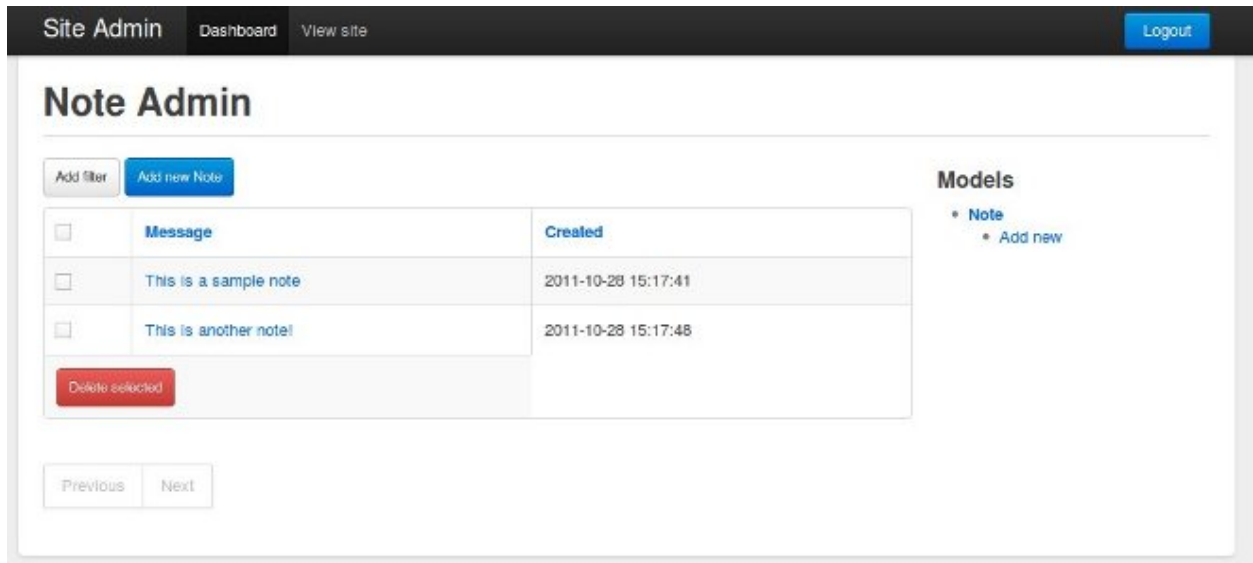 Site Admin Dashboard View site Logout
Note Admin
Add filter Add new Note
Message Created
This is a sample note 2011-10-28 15:17:41
This is another note! 2011-10-28 15:17:48
Delete selected
Previous Next
Models
Note
Add new